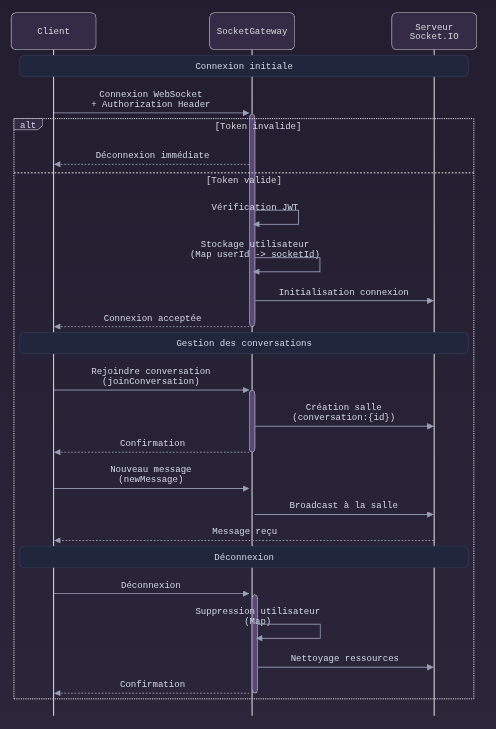 Client
SocketGateway
Serveur
Socket.IO
Connexion initiale
Connexion WebSocket
+ Authorization Header
alt
[Token invalide]
Déconnexion immédiate
[Token valide]
Vérification JWT
Stockage utilisateur
(Map userId -> socketId)
Initialisation connexion
Connexion acceptée
Gestion des conversations
Rejoindre conversation
(joinConversation)
Création salle
(conversation:{id})
Confirmation
Nouveau message
(newMessage)
Broadcast à la salle
Message reçu
Déconnexion
Déconnexion
Suppression utilisateur
(Map)
Nettoyage ressources
Confirmation